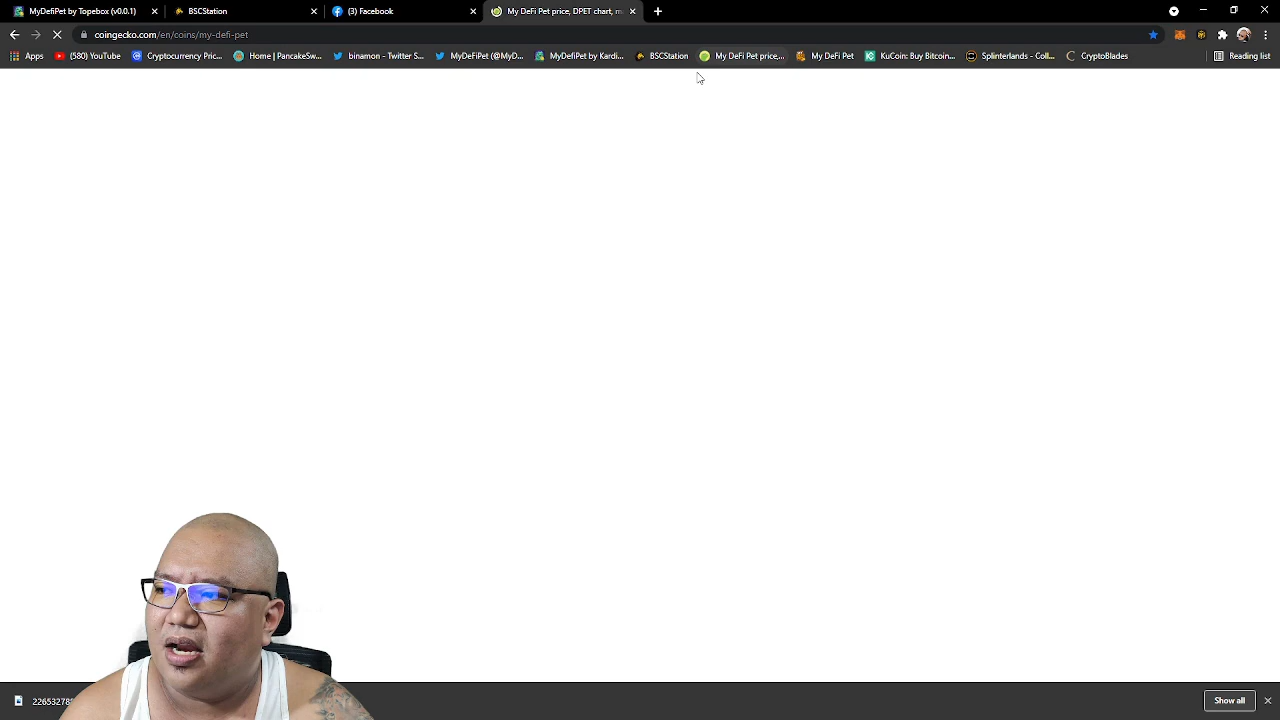 MyDefiPet by Topebox (v0.0.1)
BSCStation
(3) Facebook
My DeFi Pet price, DPET chart, m
coingecko.com/en/coins/my-defi-pet
Apps
(580) YouTube
Cryptocurrency Pric...
Home | PancakeSw...
binamon - Twitter S...
MyDefiPet (@MyD...
MyDefiPet by Kardi...
BSCStation
My DeFi Pet price,...
My DeFi Pet
KuCoin: Buy Bitcoin...
Splinterlands - Coll...
CryptoBlades
Reading list
Show all